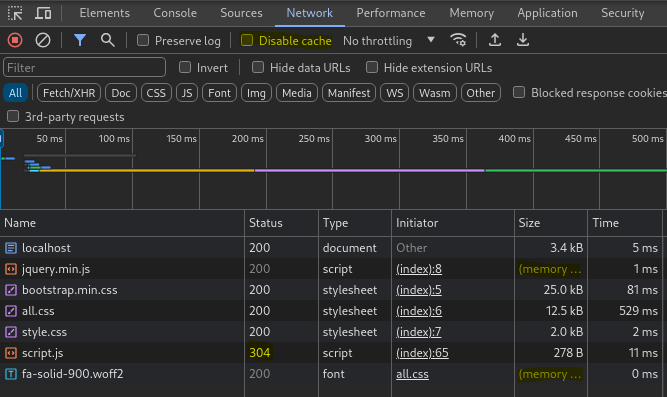 Elements Console Sources Network Performance Memory Application Security
Preserve log Disable cache No throttling
Filter Invert Hide data URLs Hide extension URLs
All Fetch/XHR Doc CSS JS Font Img Media Manifest WS Wasm Other Blocked response cookies
3rd-party requests
50 ms 100 ms 150 ms 200 ms 250 ms 300 ms 350 ms 400 ms 450 ms 500 ms
Name Status Type Initiator Size Time
localhost 200 document Other 3.4 kB 5 ms
jquery.min.js 200 script (index):8 (memory ... 1 ms
bootstrap.min.css 200 stylesheet (index):5 25.0 kB 81 ms
all.css 200 stylesheet (index):6 12.5 kB 529 ms
style.css 200 stylesheet (index):7 2.0 kB 2 ms
script.js 304 script (index):65 278 B 11 ms
fa-solid-900.woff2 200 font all.css (memory ... 0 ms